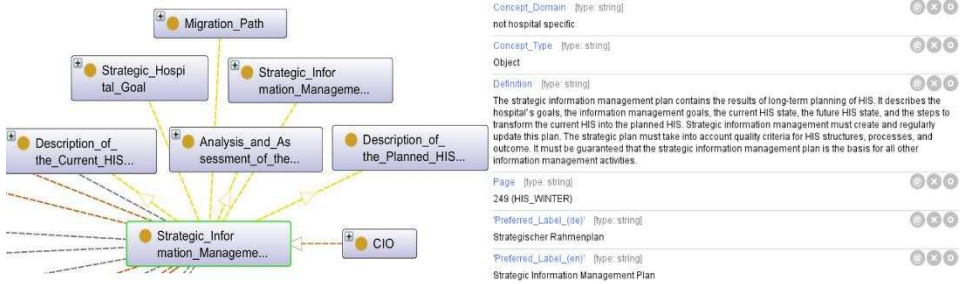 Migration_Path
Strategic_Hospi
tal_Goal
Strategic_Infor
mation_Manageme...
Description_of_
the_Current_HIS...
Analysis_and_As
sessment_of_the...
Description_of_
the_Planned_HIS...
Strategic_Infor
mation_Manageme...
CIO
Concept_Domain [type: string]
not hospital specific
Concept_Type [type: string]
Object
Definition [type: string]
The strategic information management plan contains the results of long-term planning of HIS. It describes the
hospital's goals, the information management goals, the current HIS state, the future HIS state, and the steps to
transform the current HIS into the planned HIS. Strategic information management must create and regularly
update this plan. The strategic plan must take into account quality criteria for HIS structures, processes, and
outcome. It must be guaranteed that the strategic information management plan is the basis for all other
information management activities.
Page [type: string]
249 (HIS_WINTER)
'Preferred_Label_(de)' [type: string]
Strategischer Rahmenplan
'Preferred_Label_(en)' [type: string]
Strategic Information Management Plan